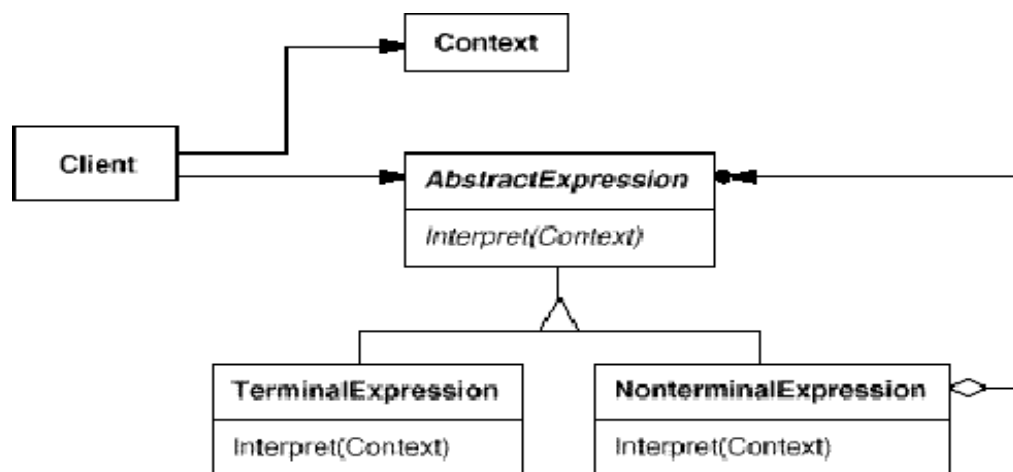 Context
Client
AbstractExpression
Interpret(Context)
TerminalExpression
Interpret(Context)
NonterminalExpression
Interpret(Context)